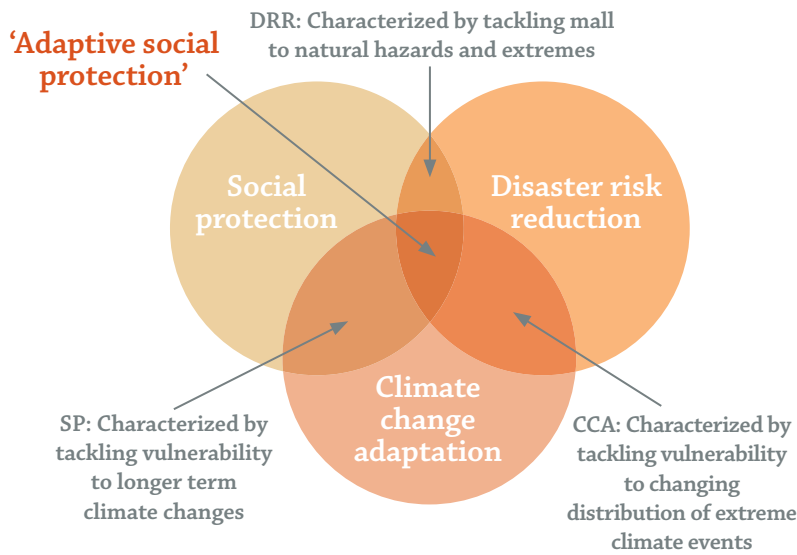 DRR: Characterized by tackling mall
to natural hazards and extremes
‘Adaptive social
protection’
Social
protection
Disaster risk
reduction
Climate
change
adaptation
SP: Characterized by
tackling vulnerability
to longer term
climate changes
CCA: Characterized by
tackling vulnerability
to changing
distribution of extreme
climate events